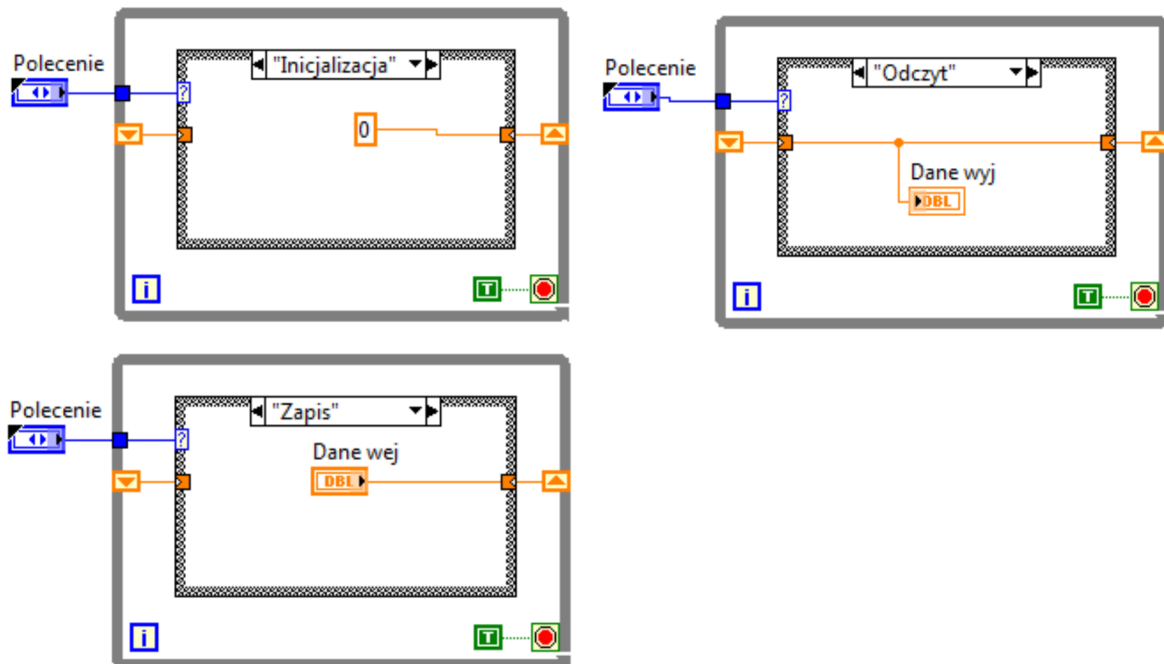 Polecenie
"Inicjalizacja"
?
0
i
T
Polecenie
"Odczyt"
?
Dane wyj
DBL
i
T
Polecenie
"Zapis"
?
Dane wej
DBL
i
T